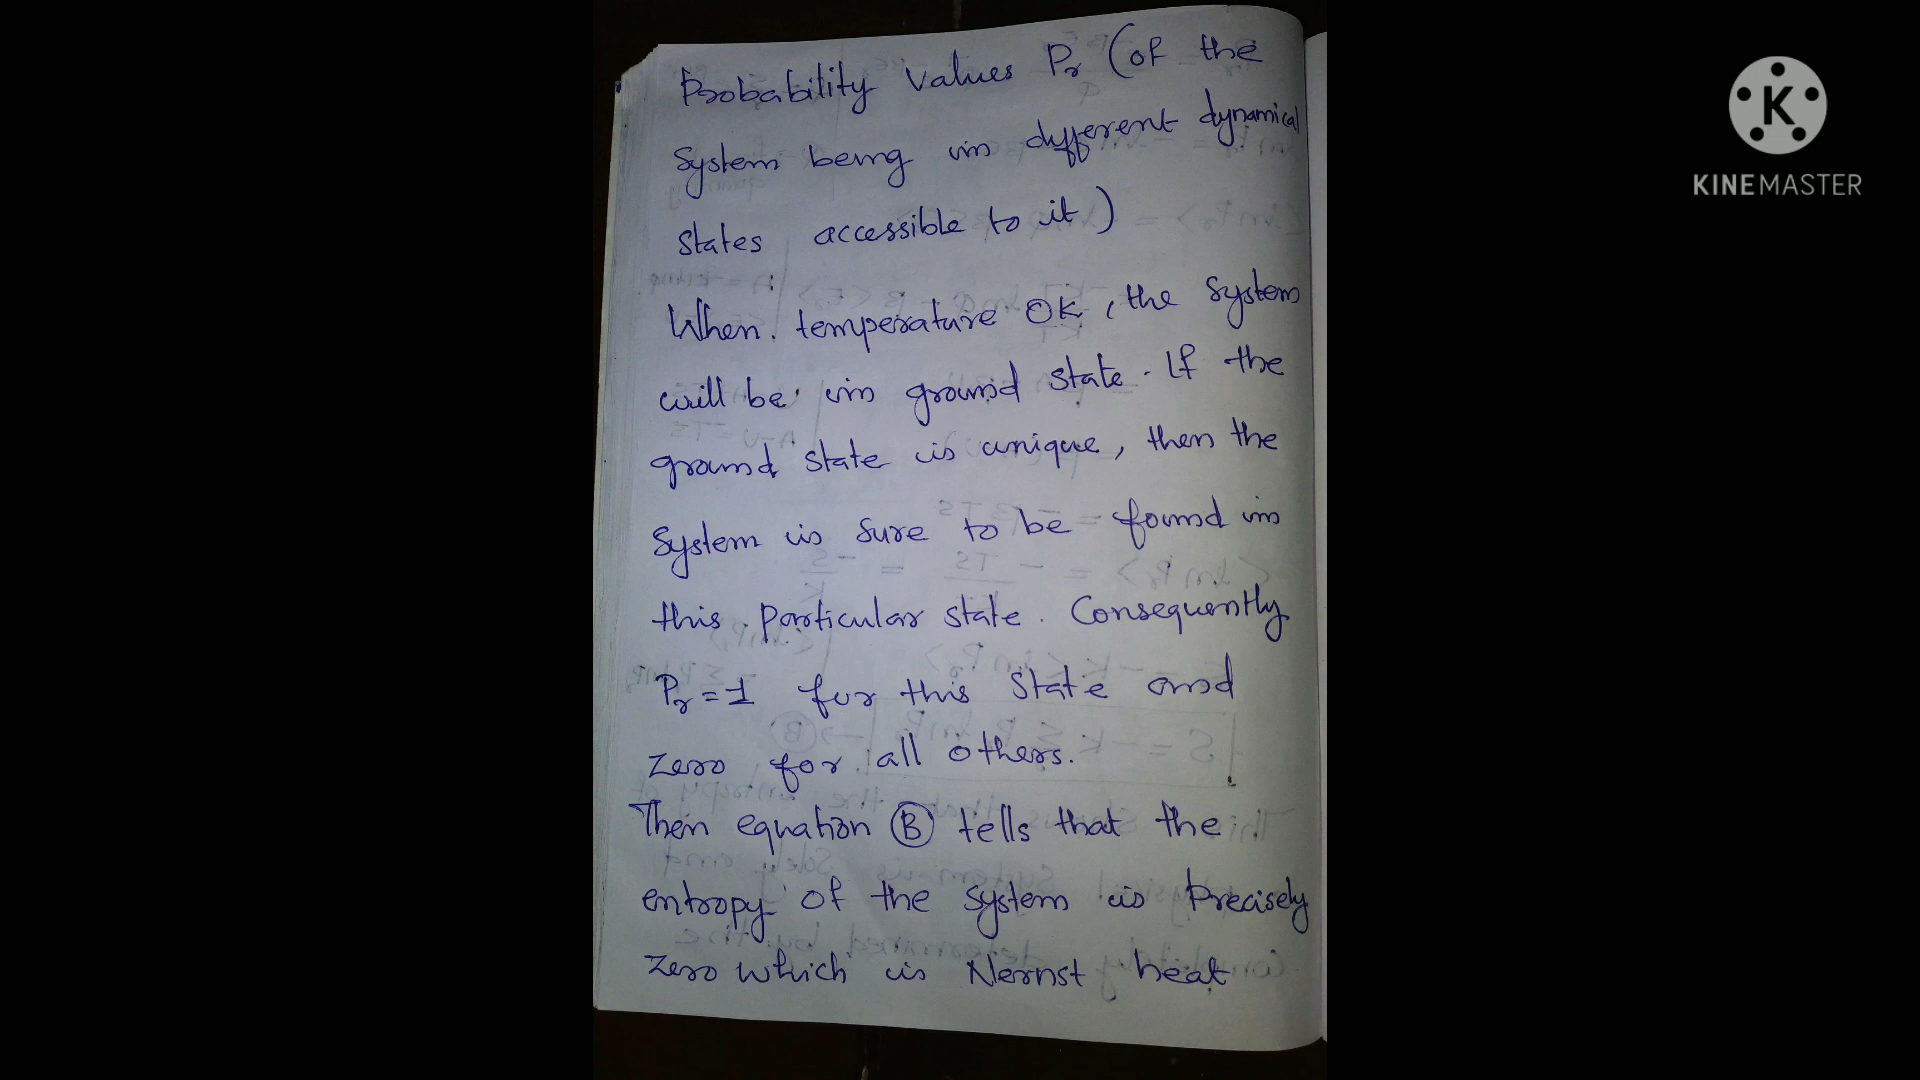 Probability values Pr (of the
system being in different dynamical
states accessible to it)
When temperature 0K, the system
will be in ground state. If the
ground state is unique, then the
system is sure to be found in
this particular state. Consequently
Pr = 1 for this state and
zero for all others.
Then equation B tells that the
entropy of the system is precisely
zero which is Nernst heat
K
KINEMASTER